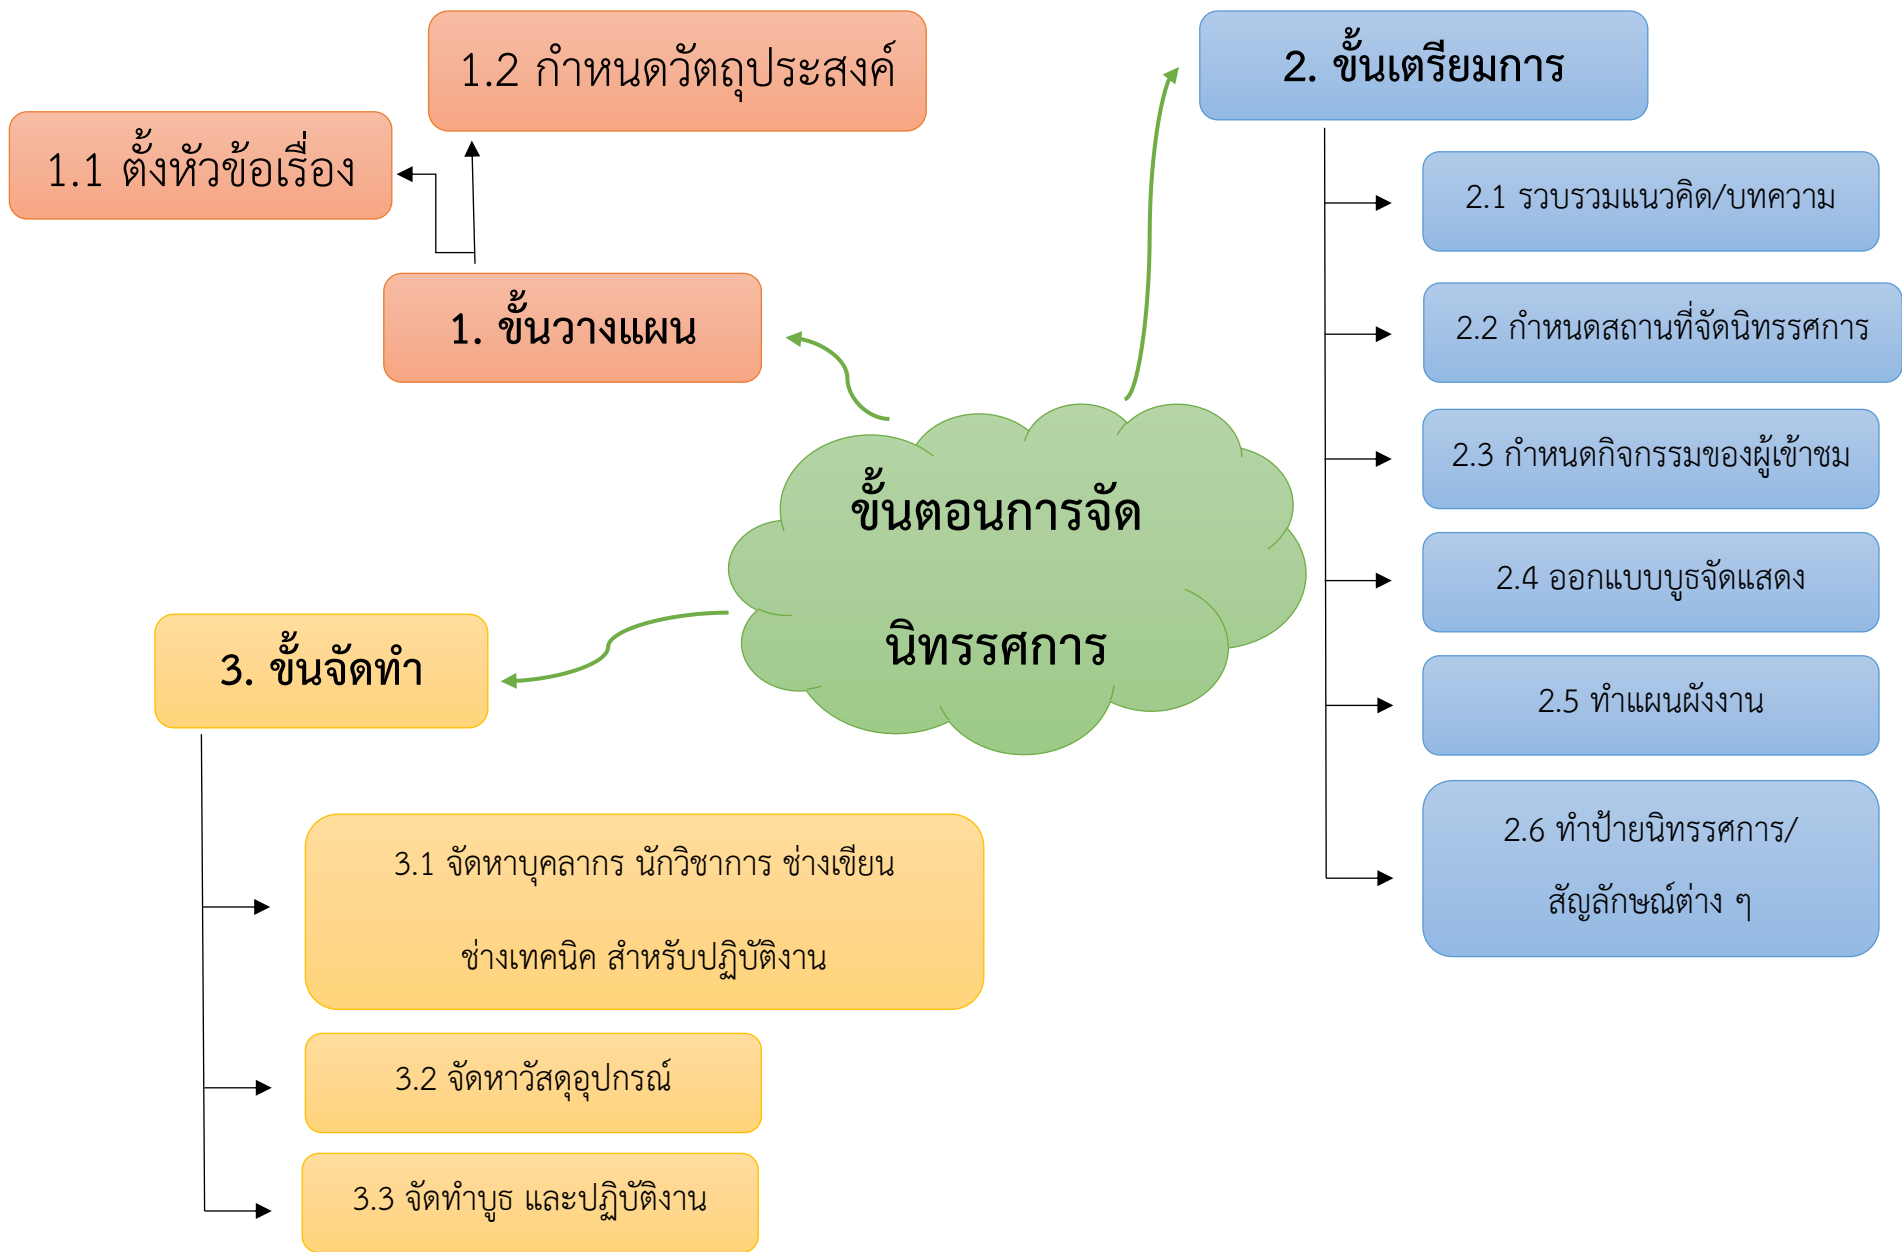 ขั้นตอนการจัด
นิทรรศการ
1. ขั้นวางแผน
1.1 ตั้งหัวข้อเรื่อง
1.2 กำหนดวัตถุประสงค์
2. ขั้นเตรียมการ
2.1 รวบรวมแนวคิด/บทความ
2.2 กำหนดสถานที่จัดนิทรรศการ
2.3 กำหนดกิจกรรมของผู้เข้าชม
2.4 ออกแบบบูธจัดแสดง
2.5 ทำแผนผังงาน
2.6 ทำป้ายนิทรรศการ/
สัญลักษณ์ต่าง ๆ
3. ขั้นจัดทำ
3.1 จัดหาบุคลากร นักวิชาการ ช่างเขียน
ช่างเทคนิค สำหรับปฏิบัติงาน
3.2 จัดหาวัสดุอุปกรณ์
3.3 จัดทำบูธ และปฏิบัติงาน